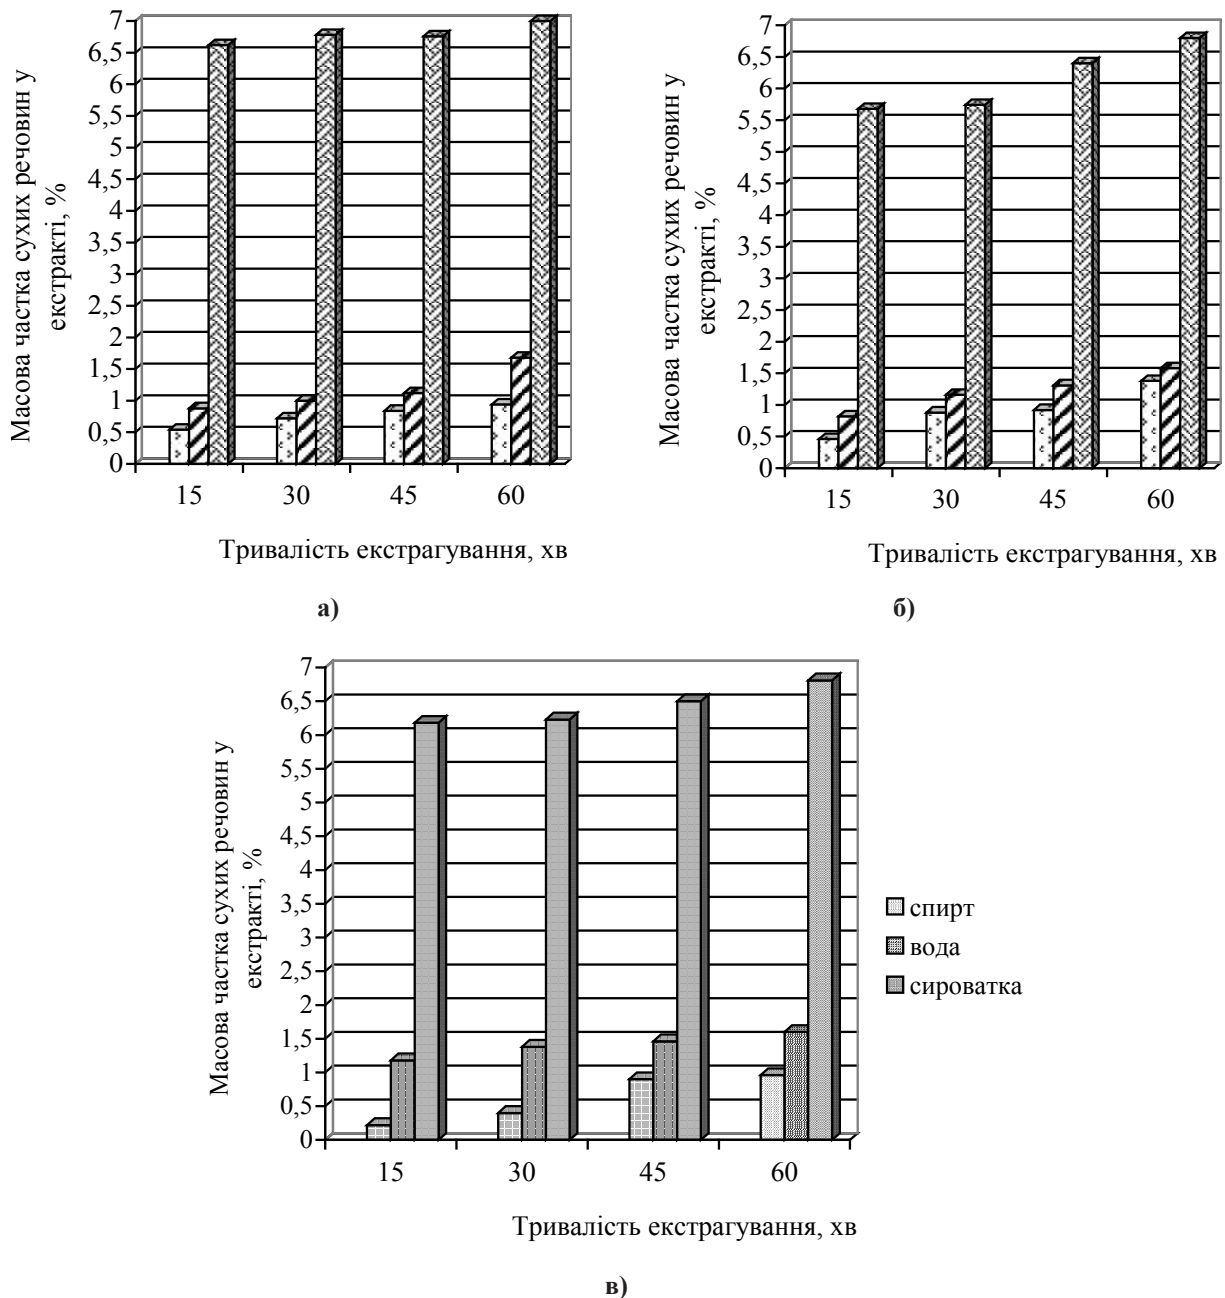 Масова частка сухих речовин у
екстракті, %
7
6,5
6
5,5
5
4,5
4
3,5
3
2,5
2
1,5
1
0,5
0
15 30 45 60
Тривалість екстрагування, хв
а)
Масова частка сухих речовин у
екстракті, %
7
6,5
6
5,5
5
4,5
4
3,5
3
2,5
2
1,5
1
0,5
0
15 30 45 60
Тривалість екстрагування, хв
б)
Масова частка сухих речовин у
екстракті, %
7
6,5
6
5,5
5
4,5
4
3,5
3
2,5
2
1,5
1
0,5
0
15 30 45 60
Тривалість екстрагування, хв
спирт
вода
сироватка
в)